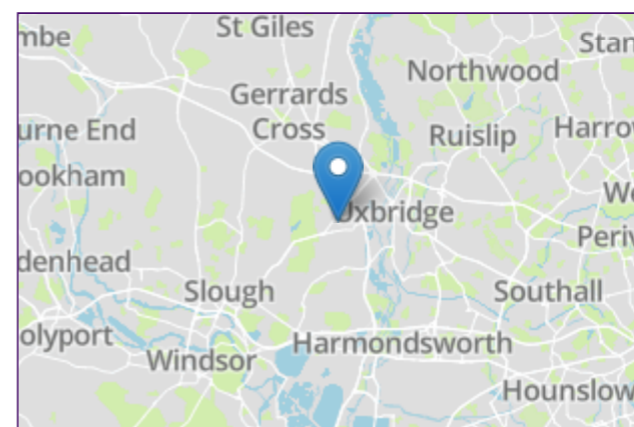 St Giles
mbe
Stan
Northwood
Gerrards
Cross
urne End
Ruislip
Harro
ookham
We
Uxbridge
Periv
denhead
Slough
Southall
olyport
Harmondsworth
Windsor
Hounslow